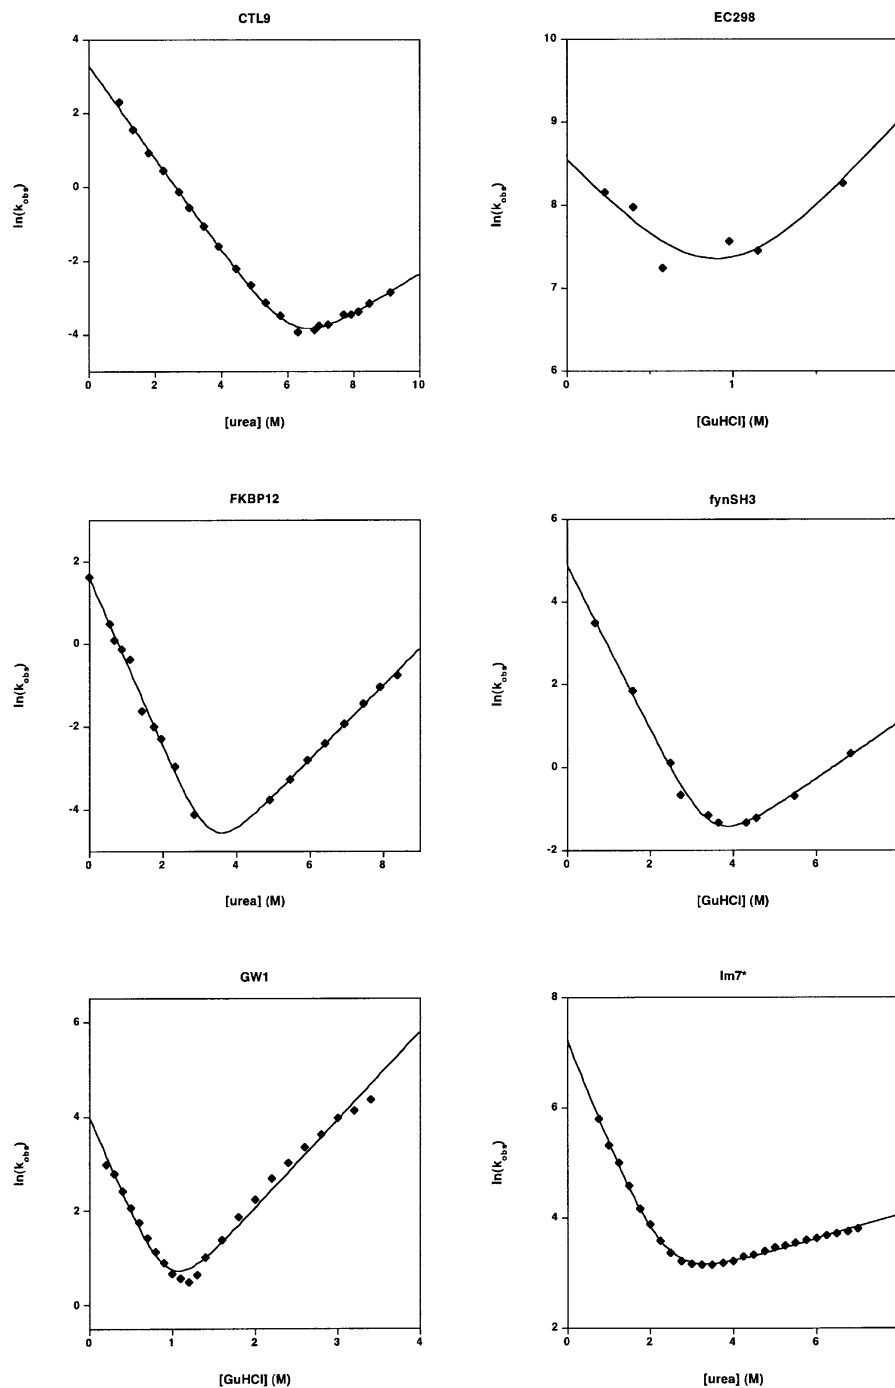 CTL9
4
2
0
-2
-4
ln(kobs)
0 2 4 6 8 10
[urea] (M)
EC298
10
9
8
7
6
ln(kobs)
0 1
[GuHCl] (M)
FKBP12
2
0
-2
-4
ln(kobs)
0 2 4 6 8
[urea] (M)
fynSH3
6
4
2
0
-2
ln(kobs)
0 2 4 6
[GuHCl] (M)
GW1
6
4
2
0
ln(kobs)
0 1 2 3 4
[GuHCl] (M)
Im7*
8
6
4
2
ln(kobs)
0 2 4 6
[urea] (M)